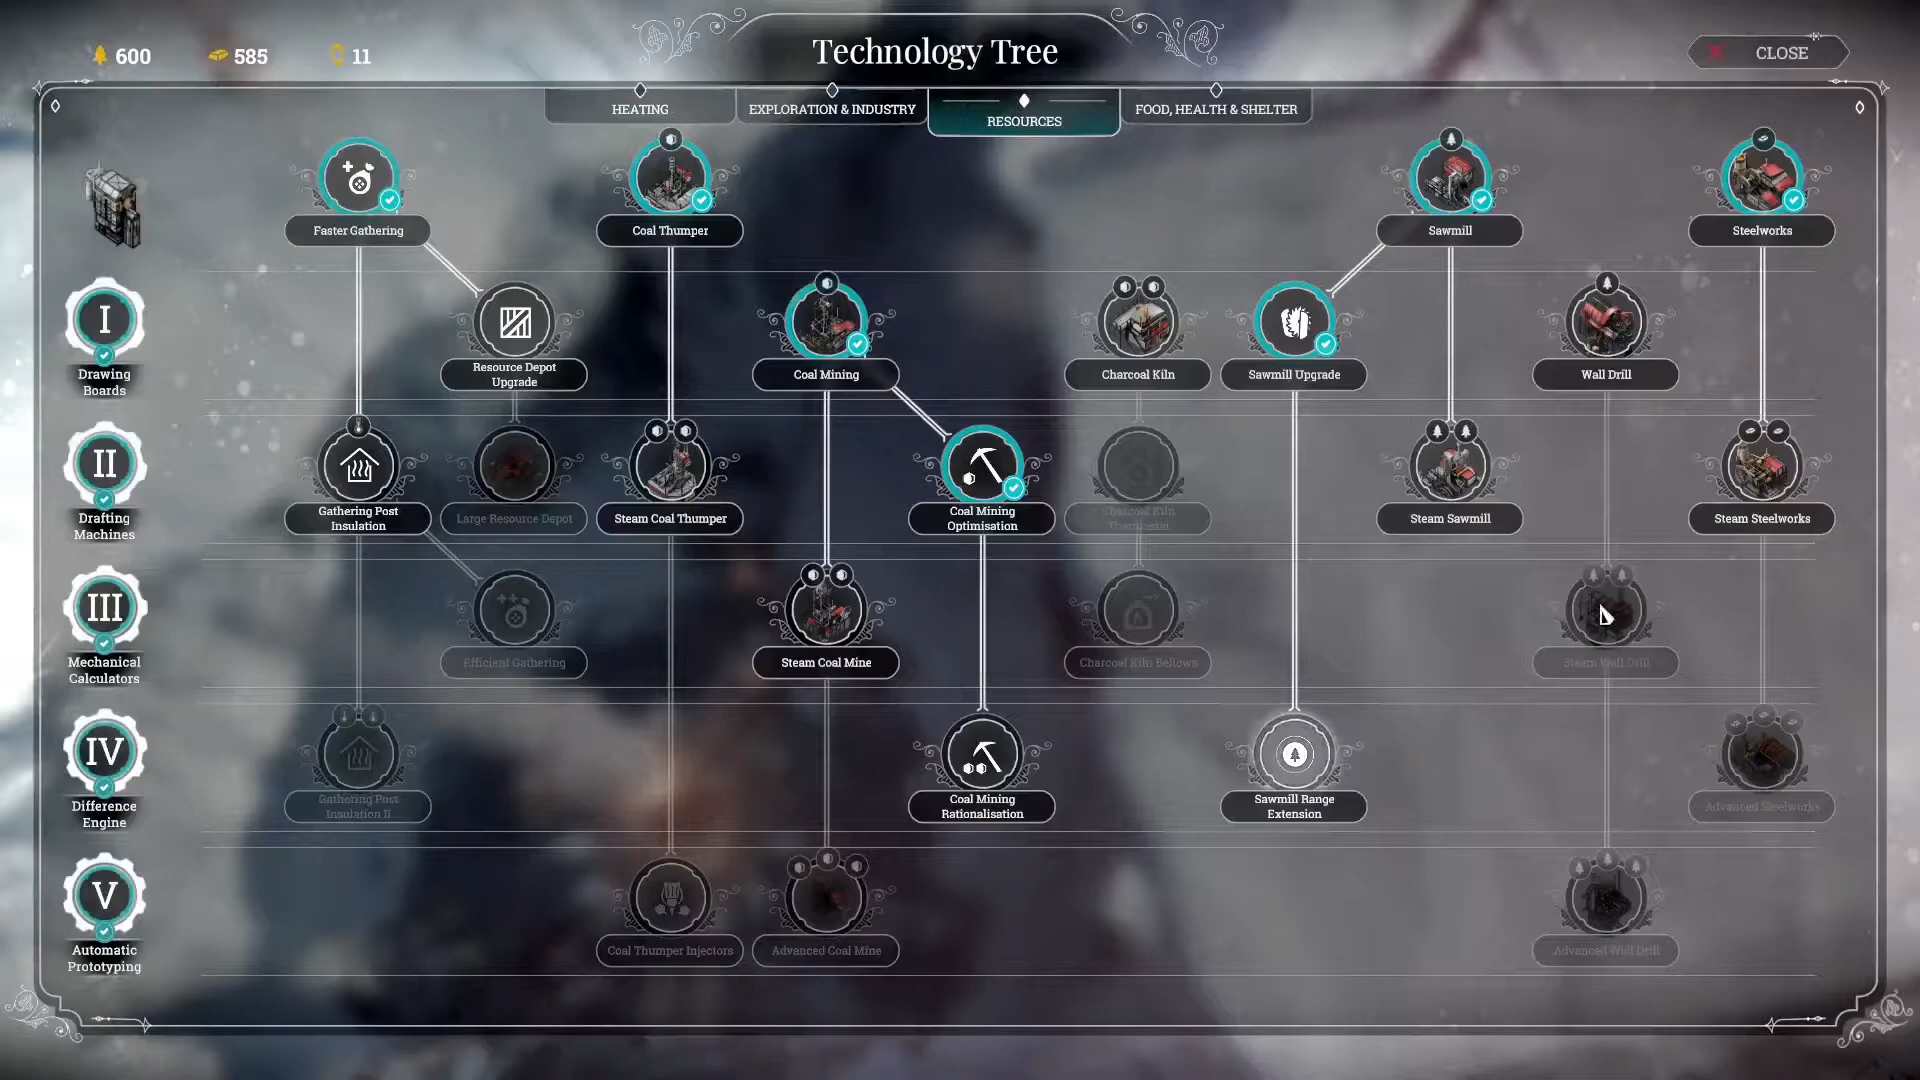 600
585
11
Technology Tree
CLOSE
HEATING
EXPLORATION & INDUSTRY
RESOURCES
FOOD, HEALTH & SHELTER
Faster Gathering
Coal Thumper
Sawmill
Steelworks
I
Drawing
Boards
Resource Depot
Upgrade
Coal Mining
Charcoal Kiln
Sawmill Upgrade
Wall Drill
II
Drafting
Machines
Gathering Post
Insulation
Large Resource Depot
Steam Coal Thumper
Coal Mining
Optimisation
Charcoal Kiln
Thermostat
Steam Sawmill
Steam Steelworks
III
Mechanical
Calculators
Efficient Gathering
Steam Coal Mine
Charcoal Kiln Bellows
Steam Wall Drill
IV
Difference
Engine
Gathering Post
Insulation II
Coal Mining
Rationalisation
Sawmill Range
Extension
Advanced Steelworks
V
Automatic
Prototyping
Coal Thumper Injectors
Advanced Coal Mine
Advanced Wall Drill